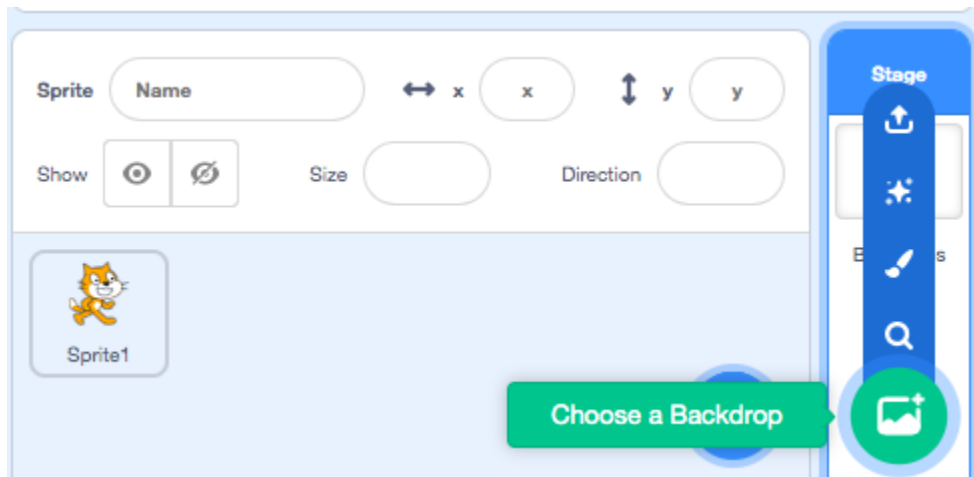 Sprite Name x x y y Stage
Show Size Direction
Sprite1
Choose a Backdrop